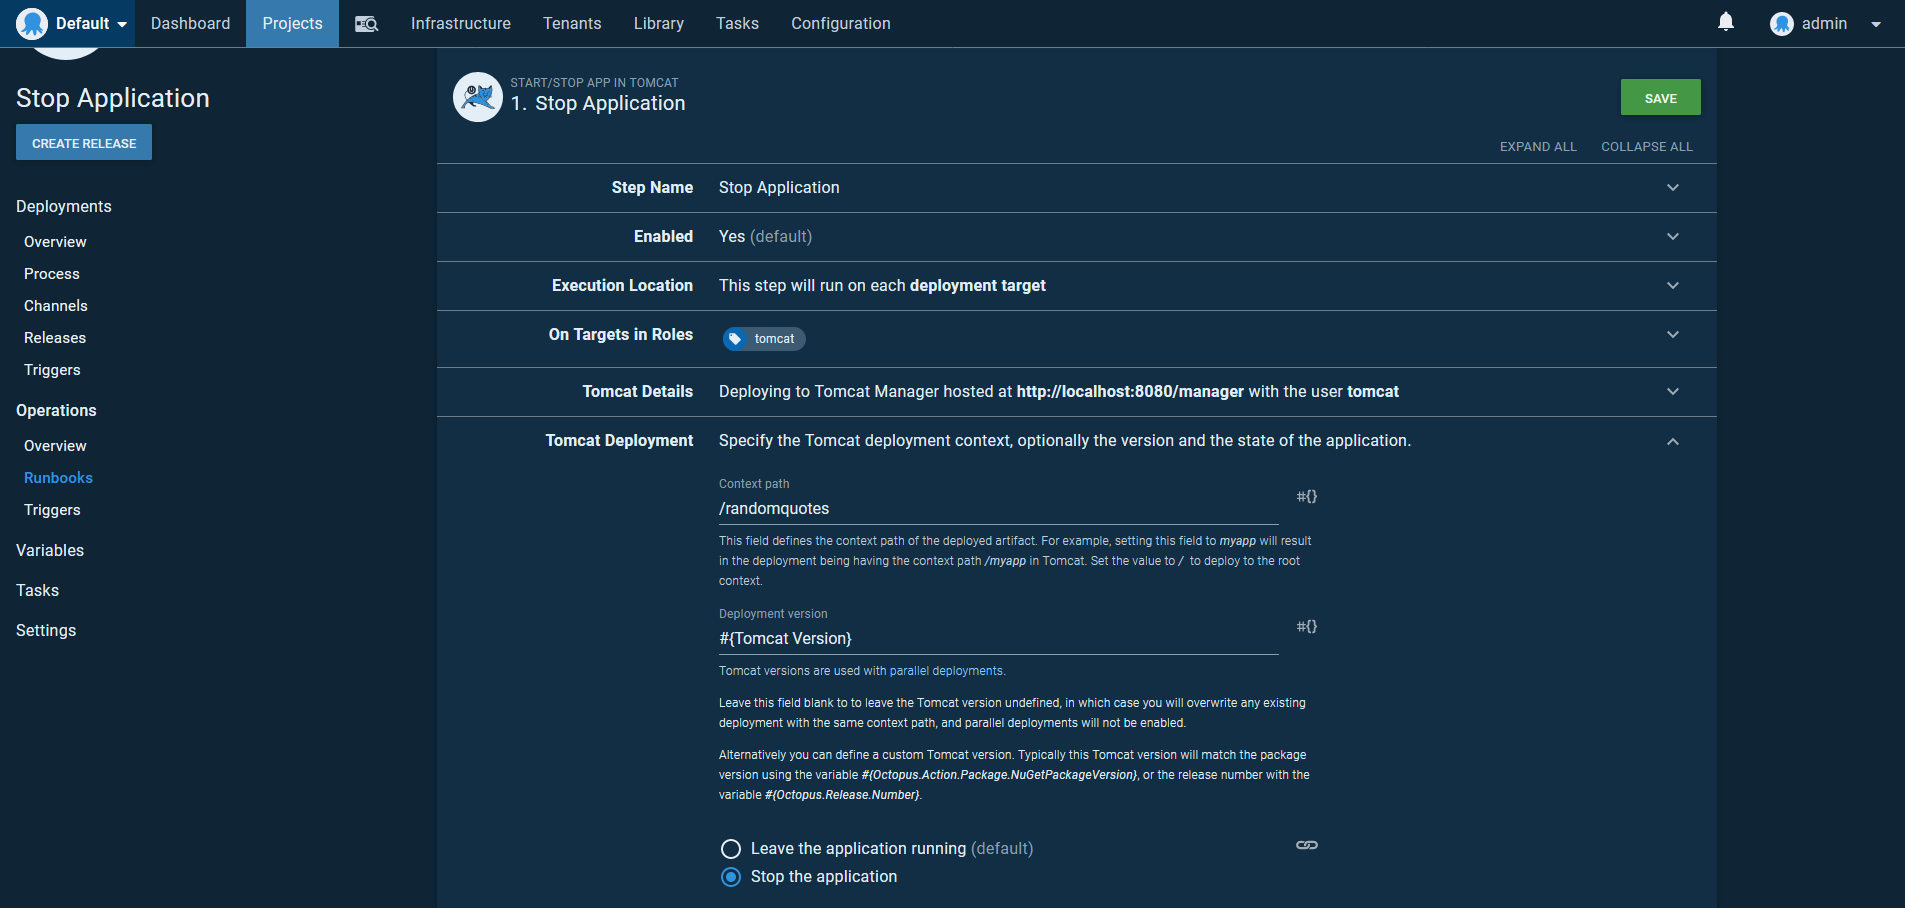 Default
Dashboard
Projects
Infrastructure
Tenants
Library
Tasks
Configuration
admin
Stop Application
CREATE RELEASE
Deployments
Overview
Process
Channels
Releases
Triggers
Operations
Overview
Runbooks
Triggers
Variables
Tasks
Settings
START/STOP APP IN TOMCAT
1. Stop Application
SAVE
EXPAND ALL
COLLAPSE ALL
Step Name Stop Application
Enabled Yes (default)
Execution Location This step will run on each deployment target
On Targets in Roles tomcat
Tomcat Details Deploying to Tomcat Manager hosted at http://localhost:8080/manager with the user tomcat
Tomcat Deployment Specify the Tomcat deployment context, optionally the version and the state of the application.
Context path
/randomquotes
#{}
This field defines the context path of the deployed artifact. For example, setting this field to myapp will result
in the deployment being having the context path /myapp in Tomcat. Set the value to / to deploy to the root
context.
Deployment version
#{Tomcat Version}
#{}
Tomcat versions are used with parallel deployments.
Leave this field blank to to leave the Tomcat version undefined, in which case you will overwrite any existing
deployment with the same context path, and parallel deployments will not be enabled.
Alternatively you can define a custom Tomcat version. Typically this Tomcat version will match the package
version using the variable #{Octopus.Action.Package.NuGetPackageVersion}, or the release number with the
variable #{Octopus.Release.Number}.
Leave the application running (default)
Stop the application